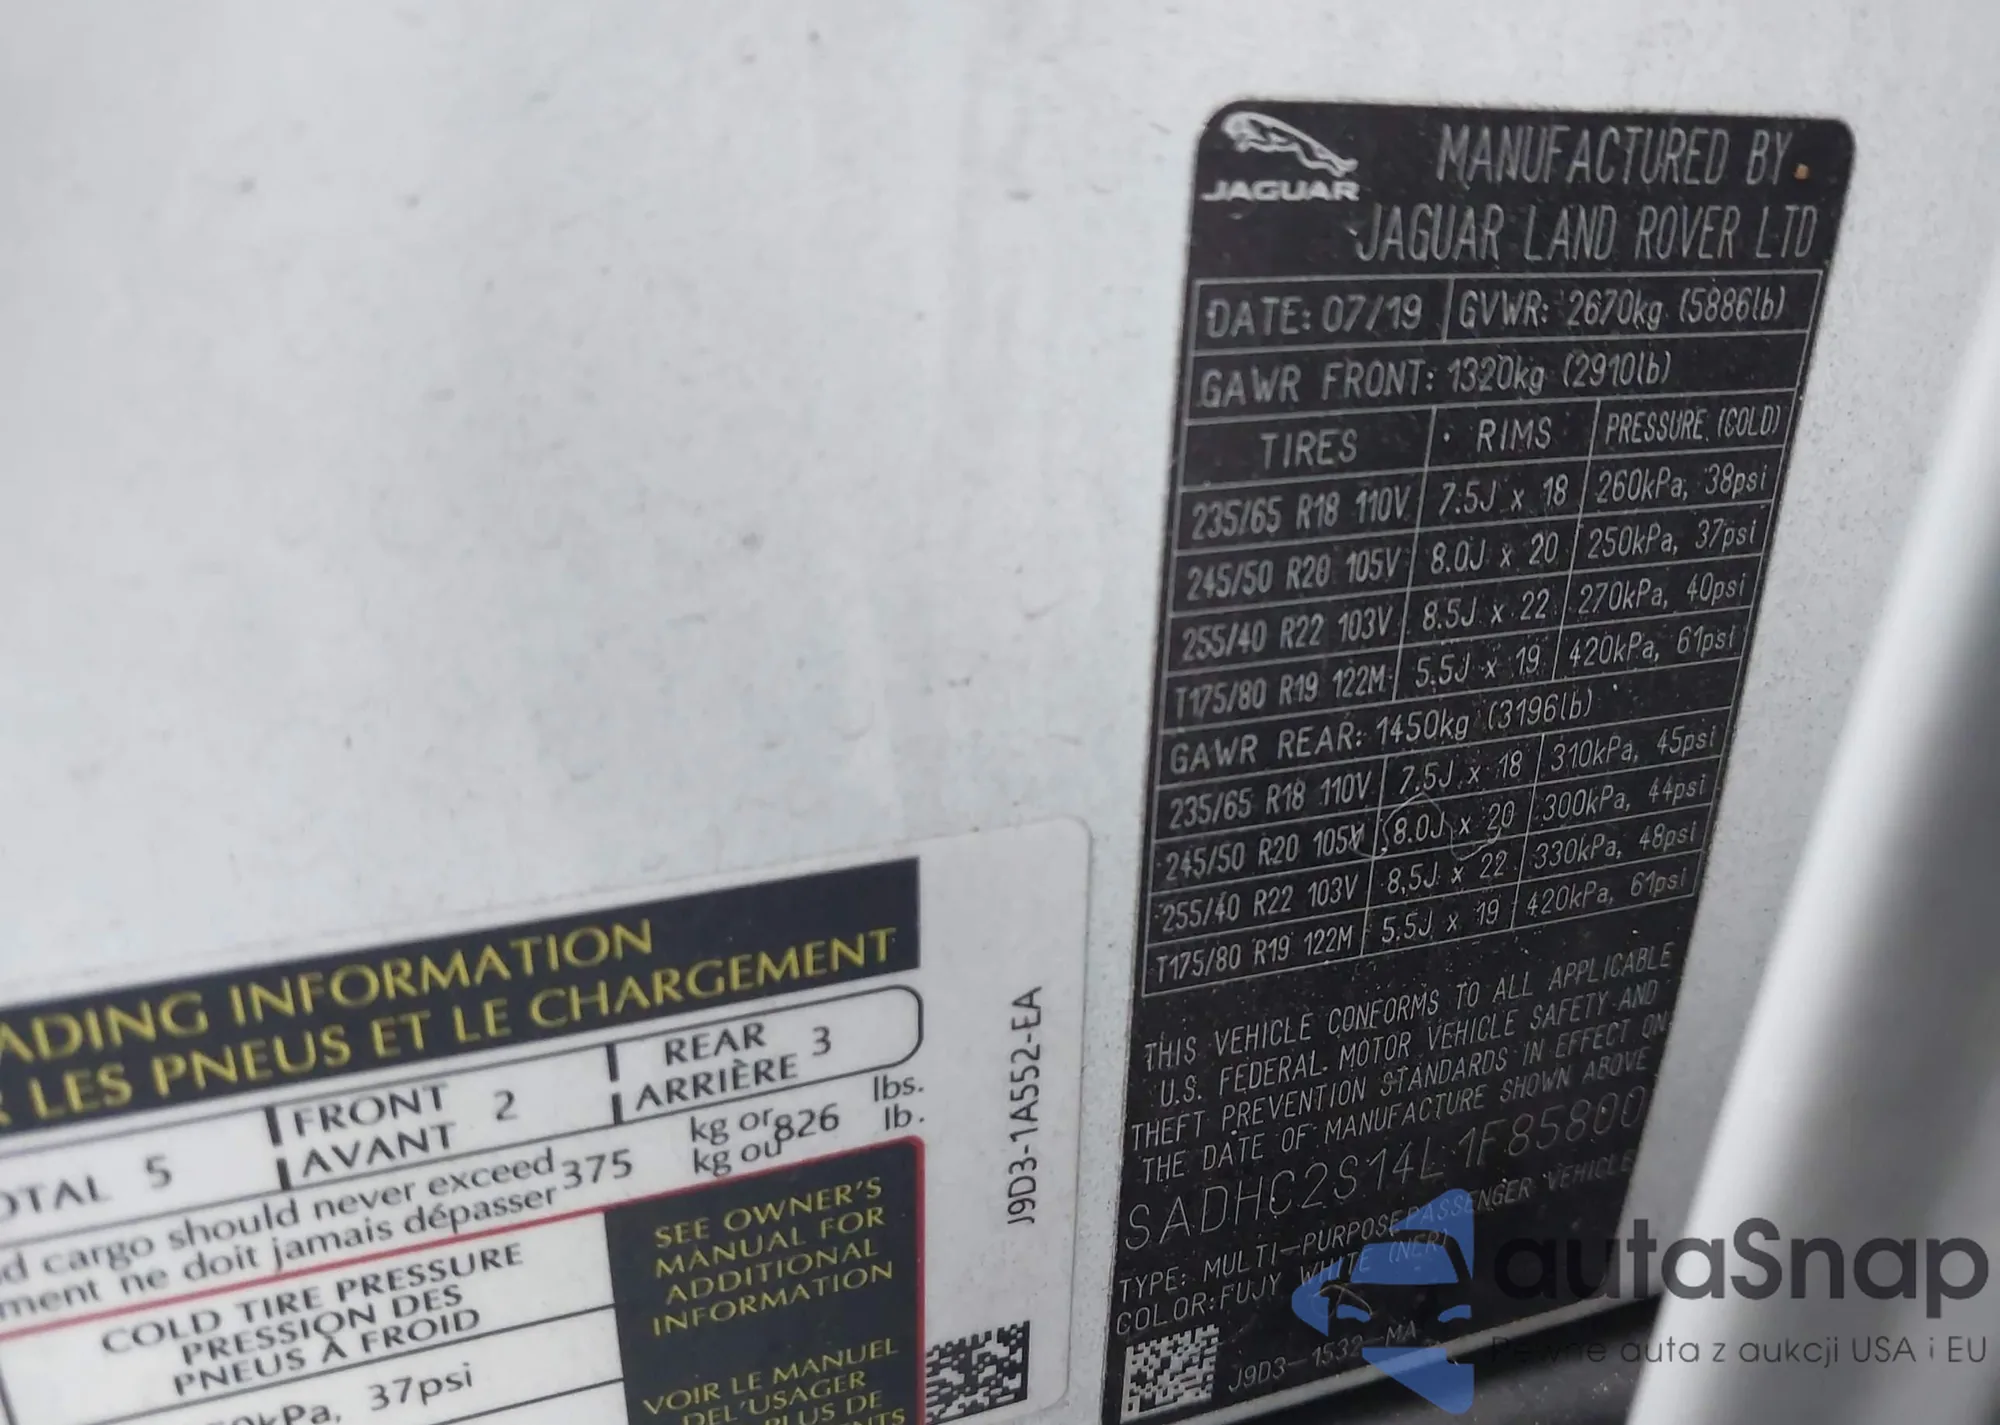 JAGUAR
MANUFACTURED BY
JAGUAR LAND ROVER LTD
DATE: 07/19 GVWR: 2670kg (5886lb)
GAWR FRONT: 1320kg (2910lb)
TIRES RIMS PRESSURE (COLD)
235/65 R18 110V 7.5J x 18 260kPa, 38psi
245/50 R20 105V 8.0J x 20 250kPa, 37psi
255/40 R22 103V 8.5J x 22 270kPa, 40psi
T175/80 R19 122M 5.5J x 19 420kPa, 61psi
GAWR REAR: 1450kg (3196lb)
235/65 R18 110V 7.5J x 18 310kPa, 45psi
245/50 R20 105V 8.0J x 20 300kPa, 44psi
255/40 R22 103V 8.5J x 22 330kPa, 48psi
T175/80 R19 122M 5.5J x 19 420kPa, 61psi
THIS VEHICLE CONFORMS TO ALL APPLICABLE
U.S. FEDERAL MOTOR VEHICLE SAFETY AND
THEFT PREVENTION STANDARDS IN EFFECT ON
THE DATE OF MANUFACTURE SHOWN ABOVE
SADHC2S14L1F85800
TYPE: MULTI-PURPOSE PASSENGER VEHICLE
COLOR: FUJY WHITE (NER)
J9D3-1532-MA
ADING INFORMATION
R LES PNEUS ET LE CHARGEMENT
OTAL 5 FRONT AVANT 2 REAR ARRIÈRE 3
d cargo should never exceed 375 kg or 826 lbs.
ment ne doit jamais dépasser kg ou lb.
COLD TIRE PRESSURE
PRESSION DES
PNEUS À FROID
kPa, 37psi
SEE OWNER'S
MANUAL FOR
ADDITIONAL
INFORMATION
VOIR LE MANUEL
DEL'USAGER
PLUS DE
J9D3-1A552-EA
autaSnap
Pewne auta z aukcji USA i EU